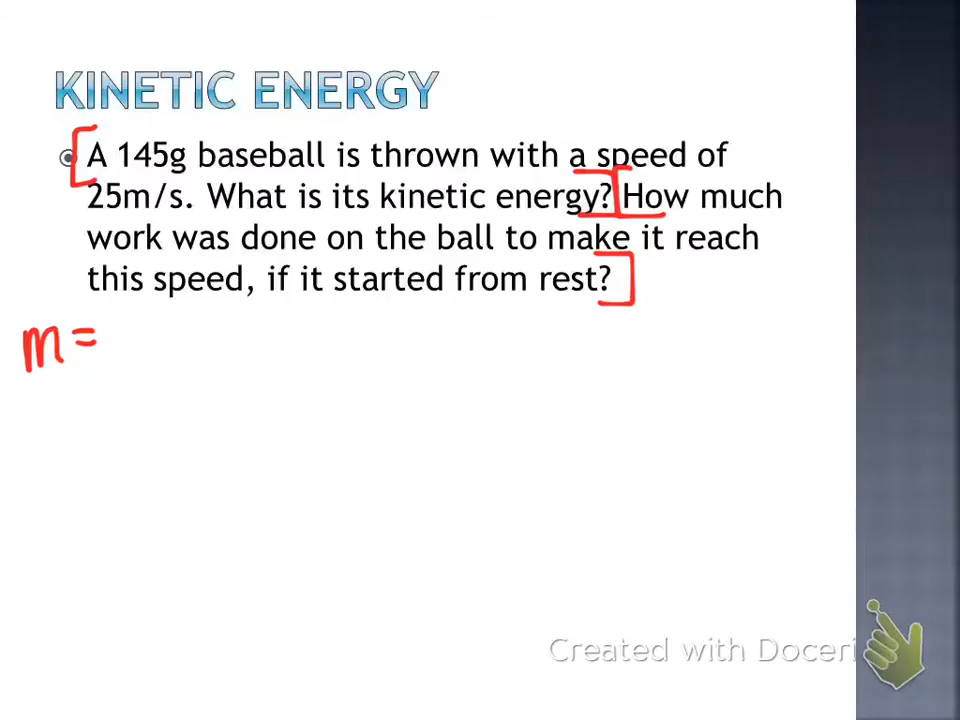 KINETIC ENERGY
A 145g baseball is thrown with a speed of
25m/s. What is its kinetic energy? How much
work was done on the ball to make it reach
this speed, if it started from rest?
m =
Created with Doceri